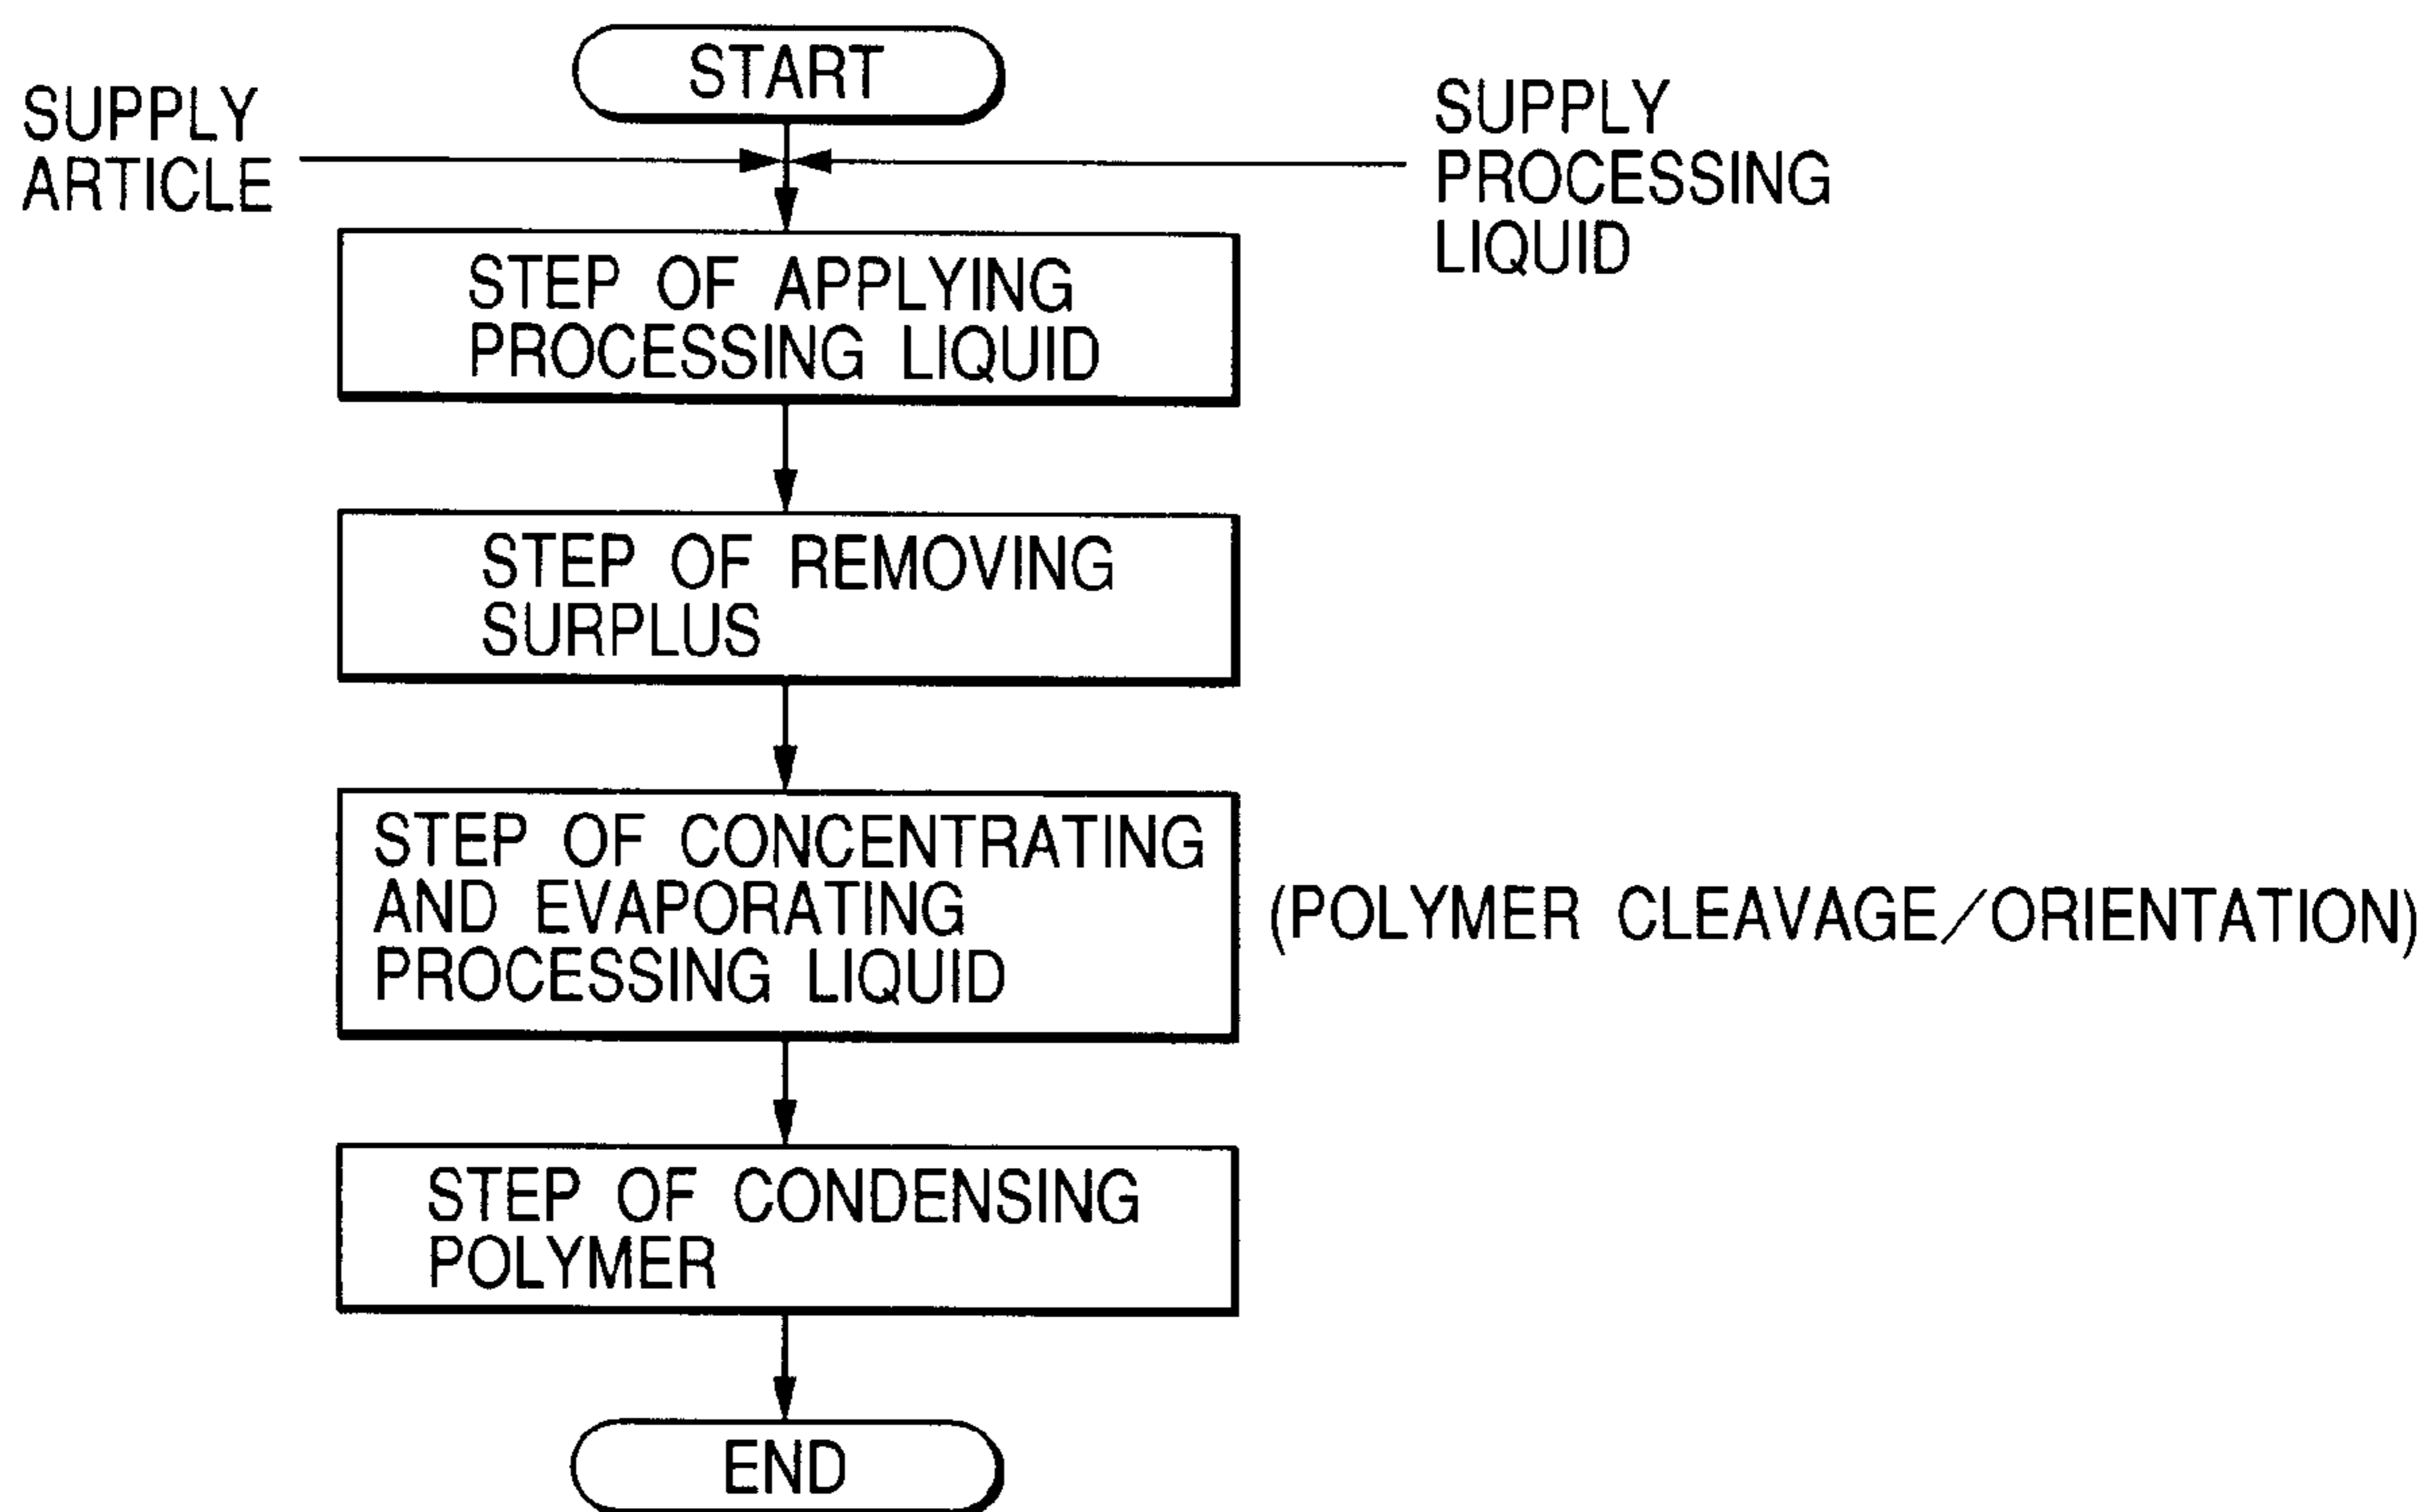 START
SUPPLY
ARTICLE
SUPPLY
PROCESSING
LIQUID
STEP OF APPLYING
PROCESSING LIQUID
STEP OF REMOVING
SURPLUS
STEP OF CONCENTRATING
AND EVAPORATING
PROCESSING LIQUID
(POLYMER CLEAVAGE/ORIENTATION)
STEP OF CONDENSING
POLYMER
END